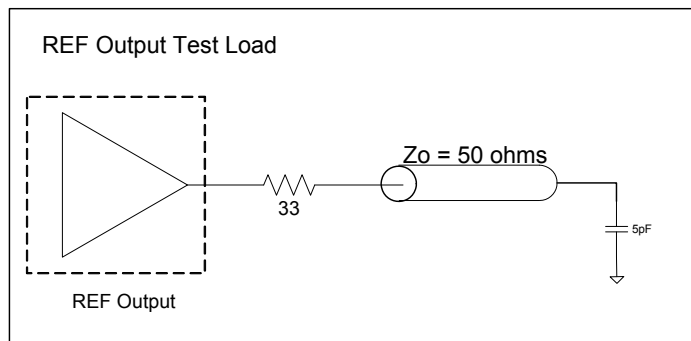 REF Output Test Load
Zo = 50 ohms
33
5pF
REF Output